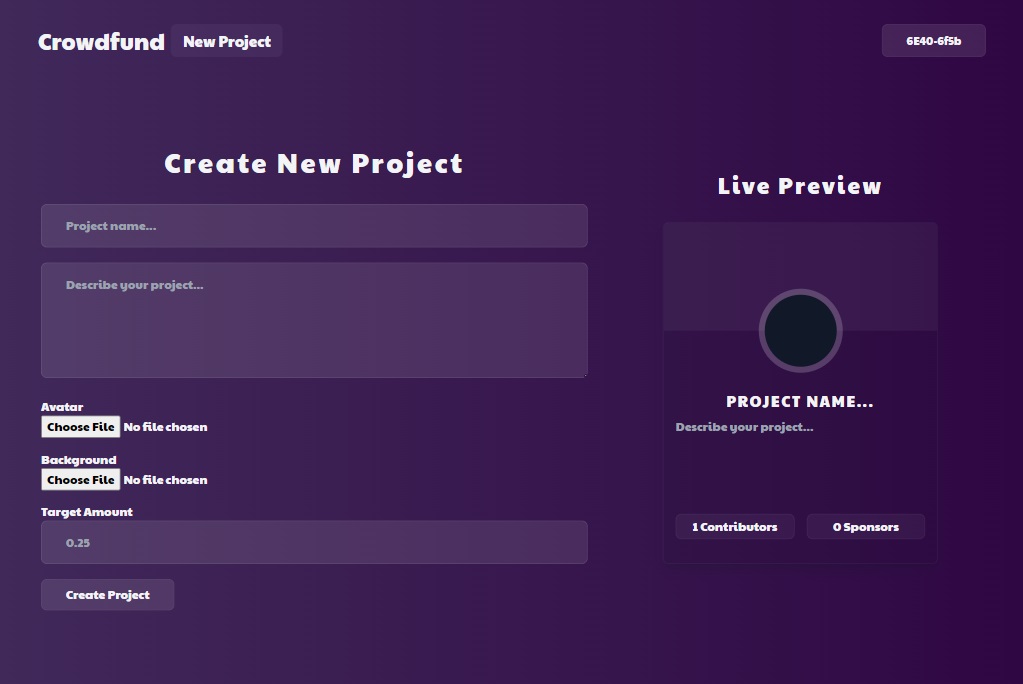 Crowdfund New Project
6E40-6f5b
Create New Project
Project name...
Describe your project...
Avatar
Choose File No file chosen
Background
Choose File No file chosen
Target Amount
0.25
Create Project
Live Preview
PROJECT NAME...
Describe your project...
1 Contributors
0 Sponsors